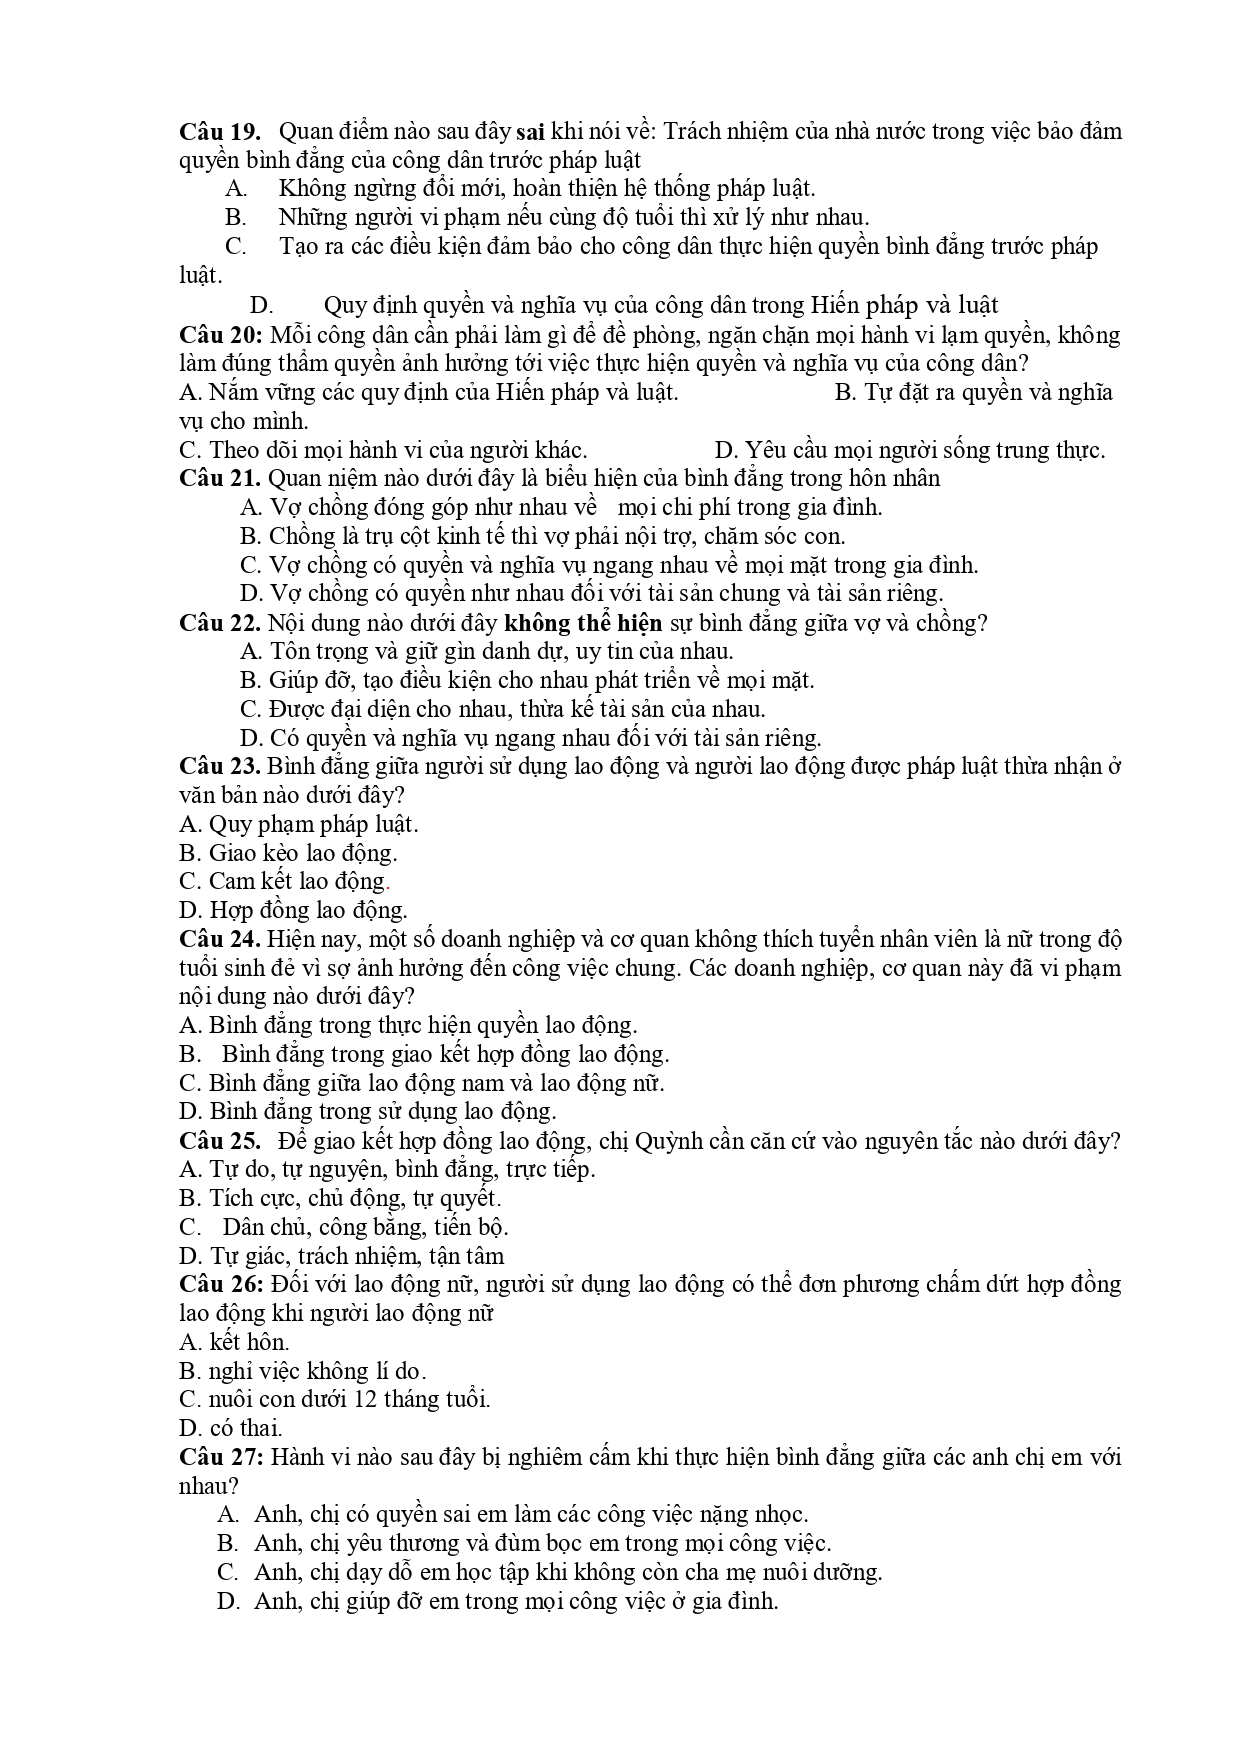 Câu 19. Quan điểm nào sau đây sai khi nói về: Trách nhiệm của nhà nước trong việc bảo đảm
quyền bình đẳng của công dân trước pháp luật
A. Không ngừng đổi mới, hoàn thiện hệ thống pháp luật.
B. Những người vi phạm nếu cùng độ tuổi thì xử lý như nhau.
C. Tạo ra các điều kiện đảm bảo cho công dân thực hiện quyền bình đẳng trước pháp
luật.
D. Quy định quyền và nghĩa vụ của công dân trong Hiến pháp và luật
Câu 20: Mỗi công dân cần phải làm gì để đề phòng, ngăn chặn mọi hành vi lạm quyền, không
làm đúng thẩm quyền ảnh hưởng tới việc thực hiện quyền và nghĩa vụ của công dân?
A. Nắm vững các quy định của Hiến pháp và luật. B. Tự đặt ra quyền và nghĩa
vụ cho mình.
C. Theo dõi mọi hành vi của người khác. D. Yêu cầu mọi người sống trung thực.
Câu 21. Quan niệm nào dưới đây là biểu hiện của bình đẳng trong hôn nhân
A. Vợ chồng đóng góp như nhau về mọi chi phí trong gia đình.
B. Chồng là trụ cột kinh tế thì vợ phải nội trợ, chăm sóc con.
C. Vợ chồng có quyền và nghĩa vụ ngang nhau về mọi mặt trong gia đình.
D. Vợ chồng có quyền như nhau đối với tài sản chung và tài sản riêng.
Câu 22. Nội dung nào dưới đây không thể hiện sự bình đẳng giữa vợ và chồng?
A. Tôn trọng và giữ gìn danh dự, uy tin của nhau.
B. Giúp đỡ, tạo điều kiện cho nhau phát triển về mọi mặt.
C. Được đại diện cho nhau, thừa kế tài sản của nhau.
D. Có quyền và nghĩa vụ ngang nhau đối với tài sản riêng.
Câu 23. Bình đẳng giữa người sử dụng lao động và người lao động được pháp luật thừa nhận ở
văn bản nào dưới đây?
A. Quy phạm pháp luật.
B. Giao kèo lao động.
C. Cam kết lao động.
D. Hợp đồng lao động.
Câu 24. Hiện nay, một số doanh nghiệp và cơ quan không thích tuyển nhân viên là nữ trong độ
tuổi sinh đẻ vì sợ ảnh hưởng đến công việc chung. Các doanh nghiệp, cơ quan này đã vi phạm
nội dung nào dưới đây?
A. Bình đẳng trong thực hiện quyền lao động.
B. Bình đẳng trong giao kết hợp đồng lao động.
C. Bình đẳng giữa lao động nam và lao động nữ.
D. Bình đẳng trong sử dụng lao động.
Câu 25. Để giao kết hợp đồng lao động, chị Quỳnh cần căn cứ vào nguyên tắc nào dưới đây?
A. Tự do, tự nguyện, bình đẳng, trực tiếp.
B. Tích cực, chủ động, tự quyết.
C. Dân chủ, công bằng, tiến bộ.
D. Tự giác, trách nhiệm, tận tâm
Câu 26: Đối với lao động nữ, người sử dụng lao động có thể đơn phương chấm dứt hợp đồng
lao động khi người lao động nữ
A. kết hôn.
B. nghỉ việc không lí do.
C. nuôi con dưới 12 tháng tuổi.
D. có thai.
Câu 27: Hành vi nào sau đây bị nghiêm cấm khi thực hiện bình đẳng giữa các anh chị em với
nhau?
A. Anh, chị có quyền sai em làm các công việc nặng nhọc.
B. Anh, chị yêu thương và đùm bọc em trong mọi công việc.
C. Anh, chị dạy dỗ em học tập khi không còn cha mẹ nuôi dưỡng.
D. Anh, chị giúp đỡ em trong mọi công việc ở gia đình.